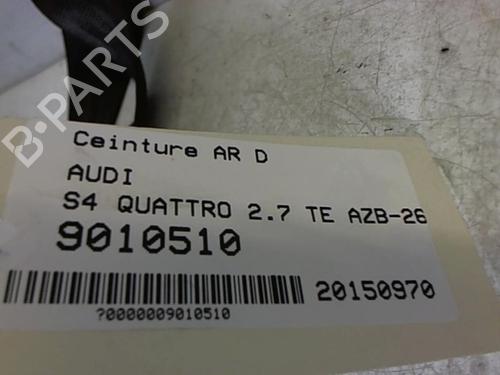 B-PARTS
Ceinture AR D
AUDI
S4 QUATTRO 2.7 TE AZB-26
9010510
20150970
?0000009010510